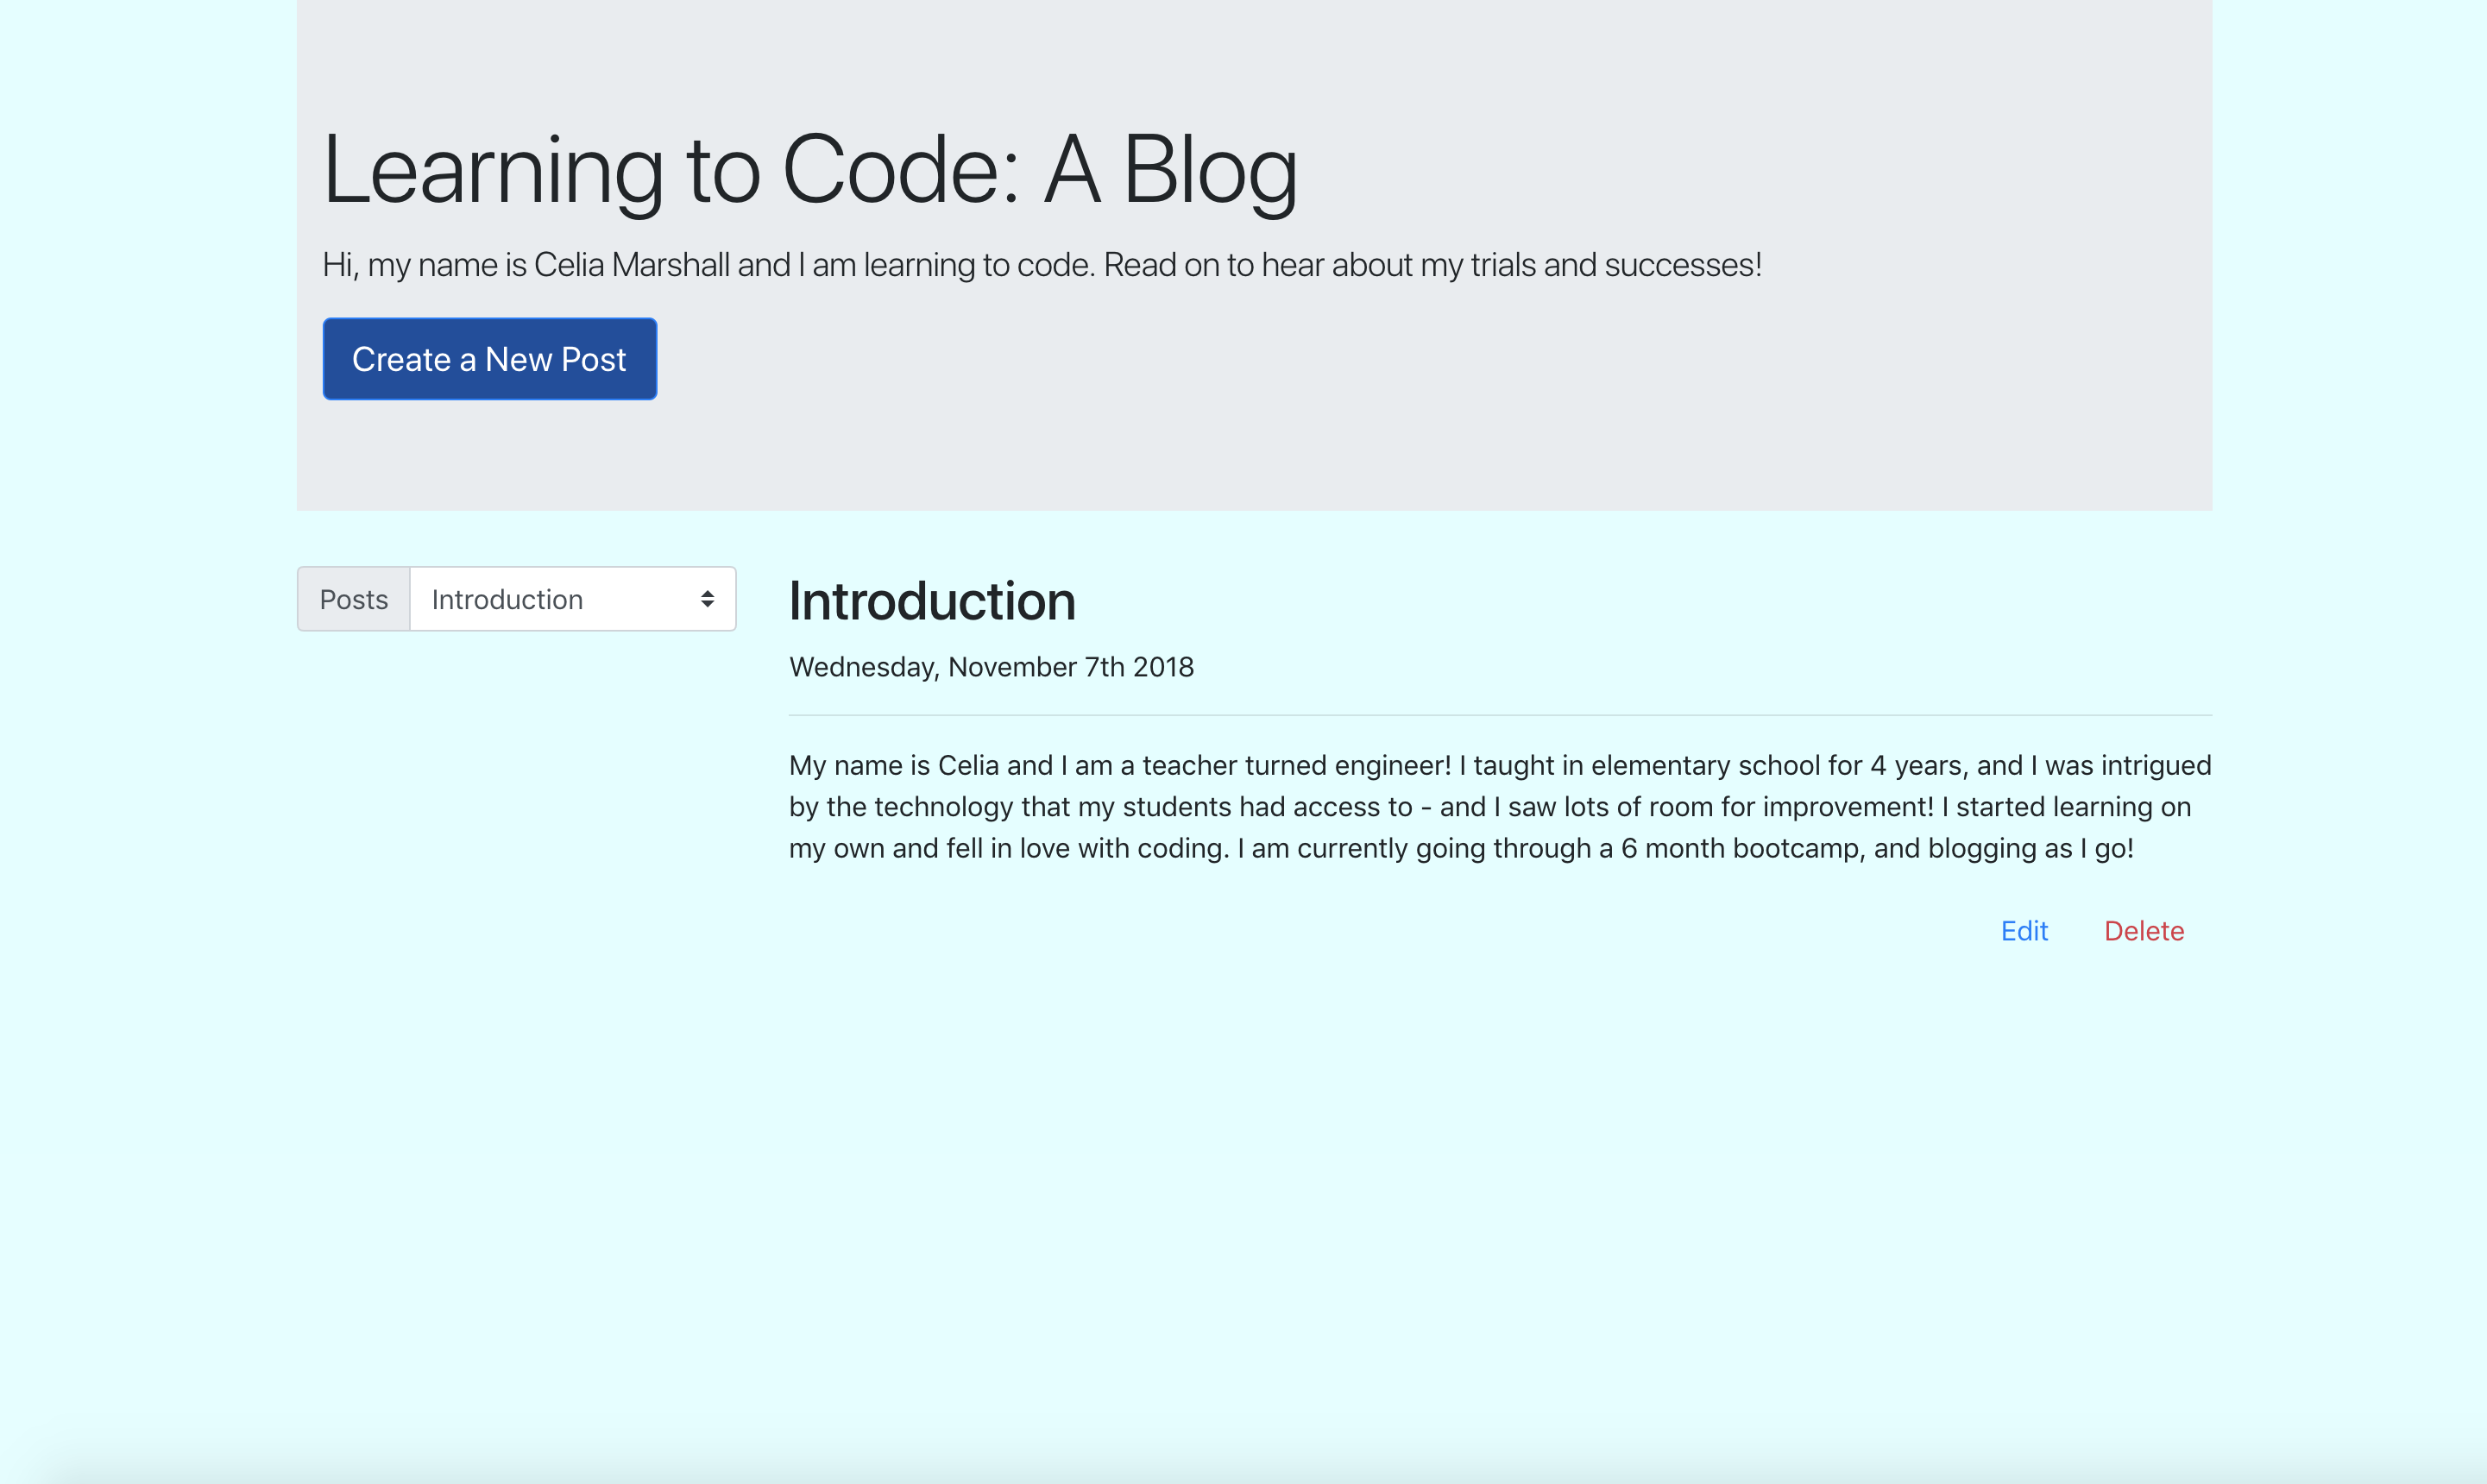 Learning to Code: A Blog
Hi, my name is Celia Marshall and I am learning to code. Read on to hear about my trials and successes!
Create a New Post
Posts
Introduction
Introduction
Wednesday, November 7th 2018
My name is Celia and I am a teacher turned engineer! I taught in elementary school for 4 years, and I was intrigued
by the technology that my students had access to - and I saw lots of room for improvement! I started learning on
my own and fell in love with coding. I am currently going through a 6 month bootcamp, and blogging as I go!
Edit
Delete